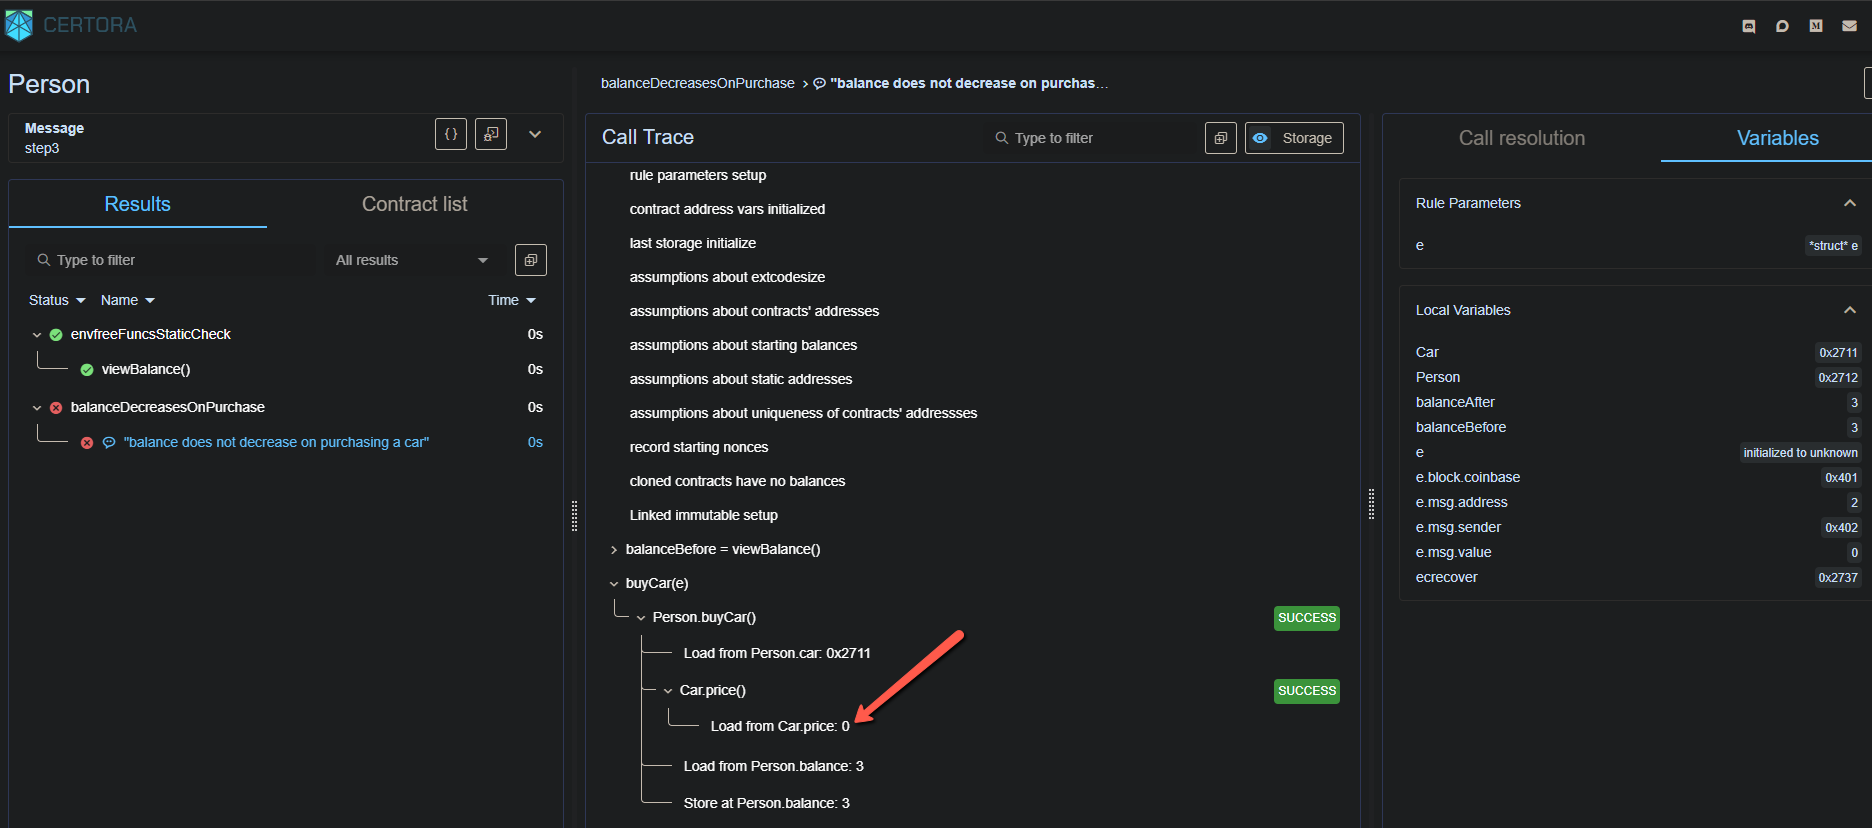 CERTORA
Person
Message
step3
{}
Results
Contract list
Type to filter
All results
Status
Name
Time
envfreeFuncsStaticCheck
0s
viewBalance()
0s
balanceDecreasesOnPurchase
0s
"balance does not decrease on purchasing a car"
0s
balanceDecreasesOnPurchase > "balance does not decrease on purchas…
Call Trace
Type to filter
Storage
rule parameters setup
contract address vars initialized
last storage initialize
assumptions about extcodesize
assumptions about contracts' addresses
assumptions about starting balances
assumptions about static addresses
assumptions about uniqueness of contracts' addressses
record starting nonces
cloned contracts have no balances
Linked immutable setup
balanceBefore = viewBalance()
buyCar(e)
Person.buyCar()
SUCCESS
Load from Person.car: 0x2711
Car.price()
SUCCESS
Load from Car.price: 0
Load from Person.balance: 3
Store at Person.balance: 3
Call resolution
Variables
Rule Parameters
e
*struct* e
Local Variables
Car
0x2711
Person
0x2712
balanceAfter
3
balanceBefore
3
e
initialized to unknown
e.block.coinbase
0x401
e.msg.address
2
e.msg.sender
0x402
e.msg.value
0
ecrecover
0x2737